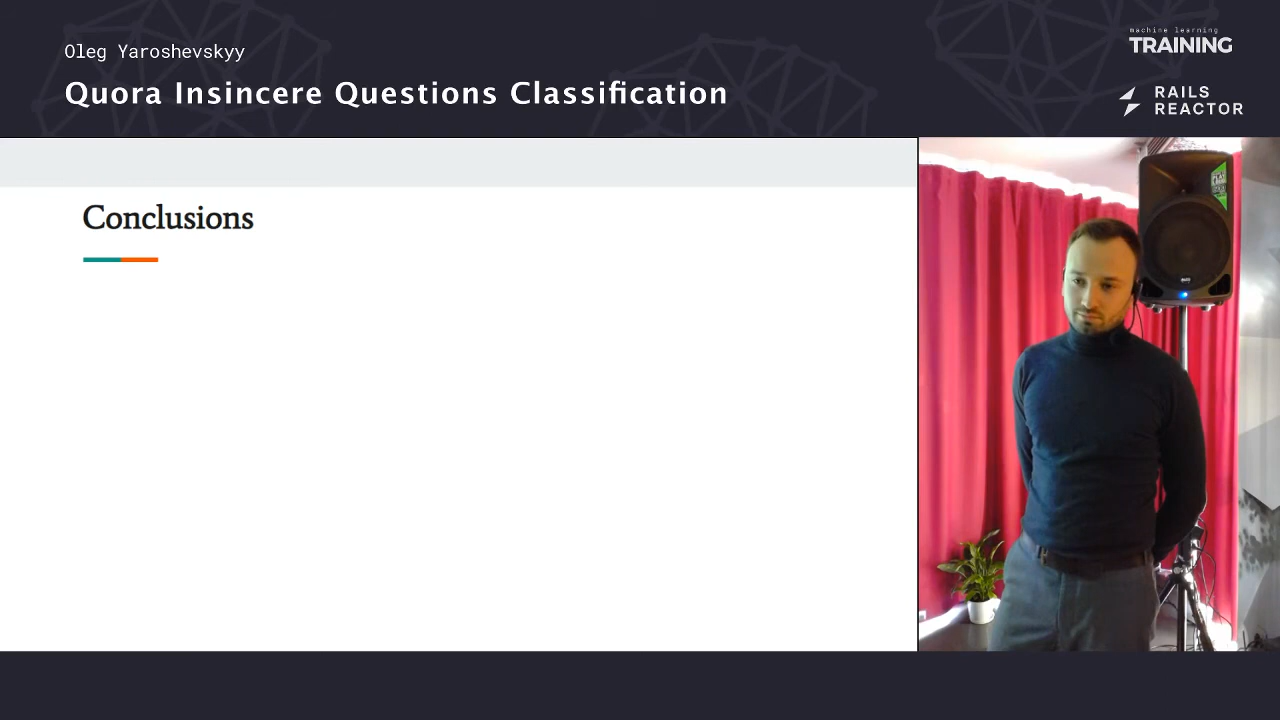 Oleg Yaroshevskyy
Quora Insincere Questions Classification
machine learning
TRAINING
RAILS
REACTOR
Conclusions